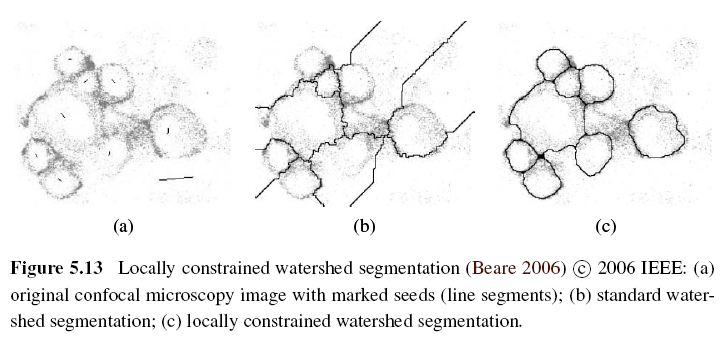 (a)
(b)
(c)
Figure 5.13 Locally constrained watershed segmentation (Beare 2006) © 2006 IEEE: (a)
original confocal microscopy image with marked seeds (line segments); (b) standard water-
shed segmentation; (c) locally constrained watershed segmentation.